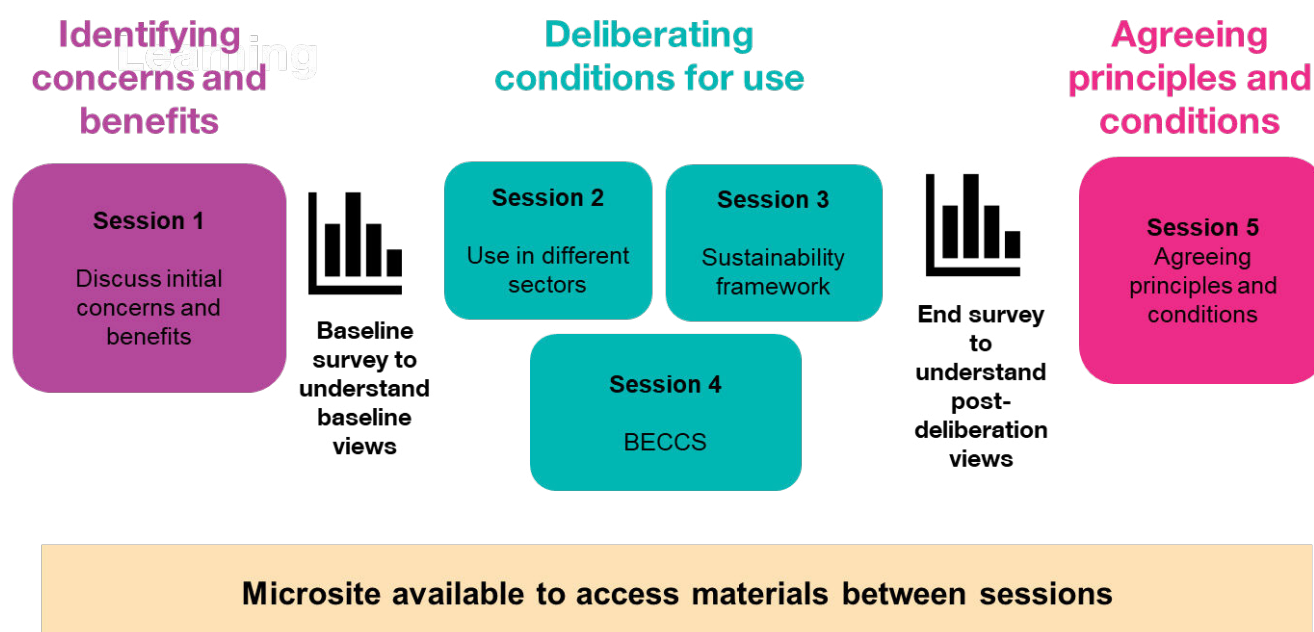 Identifying
concerns and
benefits
Learning
Deliberating
conditions for use
Agreeing
principles and
conditions
Session 1
Discuss initial
concerns and
benefits
Baseline
survey to
understand
baseline
views
Session 2
Use in different
sectors
Session 3
Sustainability
framework
Session 4
BECCS
End survey
to
understand
post-
deliberation
views
Session 5
Agreeing
principles and
conditions
Microsite available to access materials between sessions